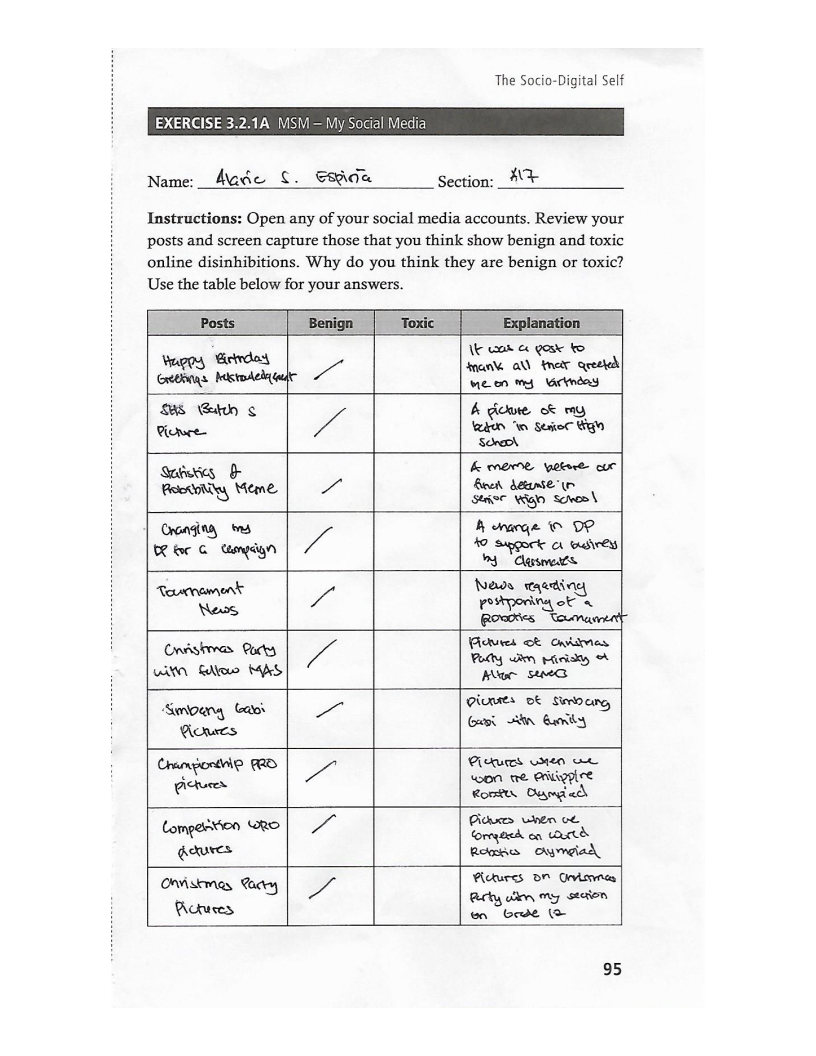 The Socio-Digital Self
EXERCISE 3.2.1A MSM – My Social Media
Name: Alaric S. Espiña Section: A17
Instructions: Open any of your social media accounts. Review your
posts and screen capture those that you think show benign and toxic
online disinhibitions. Why do you think they are benign or toxic?
Use the table below for your answers.
Posts Benign Toxic Explanation
Happy Birthday
Greetings Acknowledgment
/
It was a post to
thank all that greeted
me on my birthday
SHS Batch's
Picture
/
A picture of my
batch in Senior High
School
Statistics &
Probability Meme
/
A meme before our
final defense in
senior High School
Changing my
DP for a campaign
/
A change in DP
to support a business
by classmates
Tournament
News
/
News regarding
postponing of a
Robotics Tournament
Christmas Party
with fellow MAS
/
Pictures of Christmas
Party with Ministry of
Altar Servers
Simbang Gabi
Pictures
/
Pictures of Simbang
Gabi with family
Championship PRO
pictures
/
Pictures when we
won the Philippine
Robotics Olympiad
Competition WRO
pictures
/
Pictures when we
competed on World
Robotics Olympiad
Christmas Party
Pictures
/
Pictures on Christmas
Party with my section
on Grade 12
95